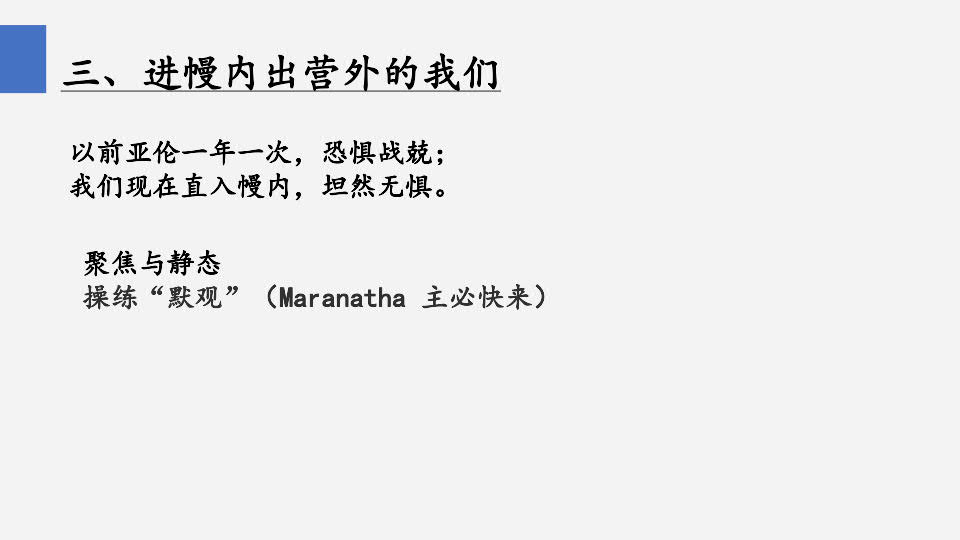 三、进幔内出营外的我们
以前亚伦一年一次，恐惧战兢；
我们现在直入幔内，坦然无惧。
聚焦与静态
操练“默观”（Maranatha 主必快来）